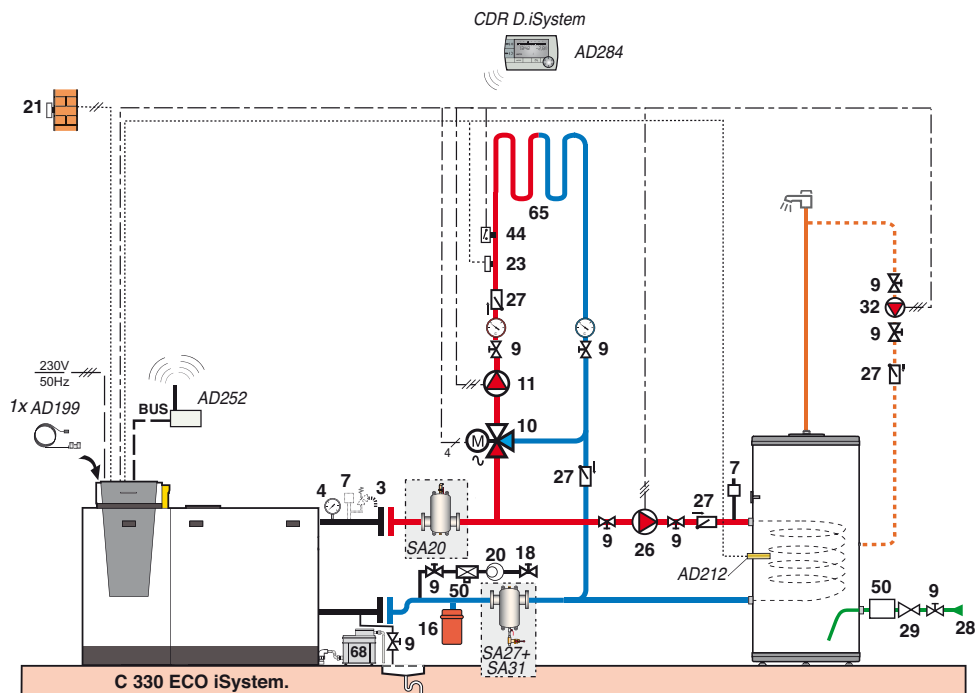 CDR D.iSystem
AD284
21
65
44
23
27
9
9
11
10
M
4
27
9
32
9
27
230V
50Hz
1x AD199
BUS
AD252
4
7
3
SA20
9
26
9
27
7
AD212
9
50
20
18
16
SA27+
SA31
68
9
50
29
9
28
C 330 ECO iSystem.